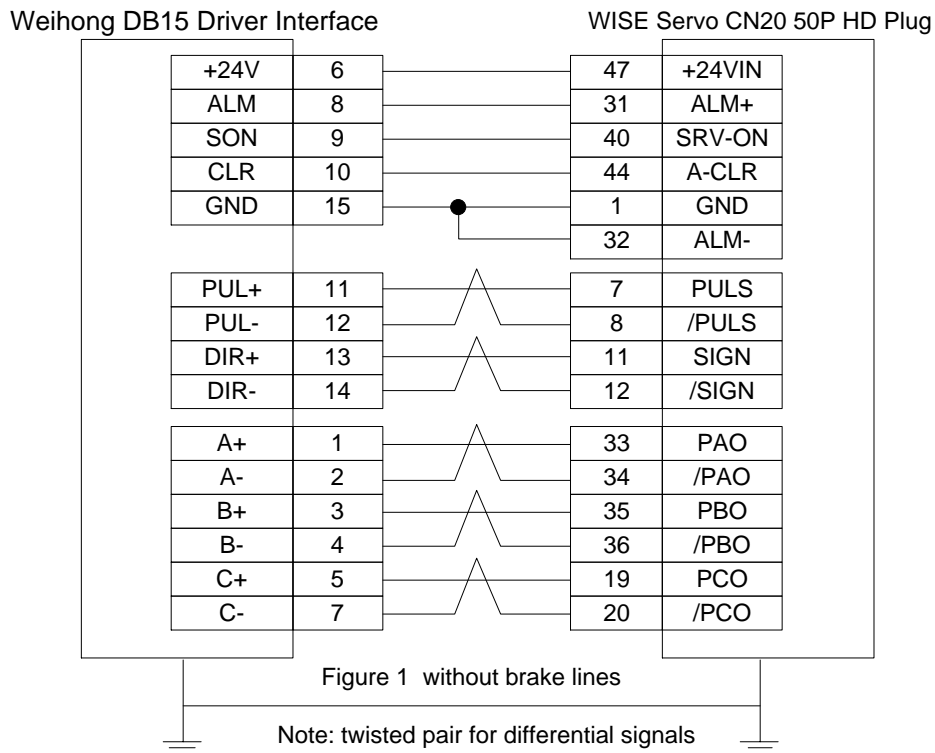 Weihong DB15 Driver Interface WISE Servo CN20 50P HD Plug
+24V 6 47 +24VIN
ALM 8 31 ALM+
SON 9 40 SRV-ON
CLR 10 44 A-CLR
GND 15 1 GND
32 ALM-
PUL+ 11 7 PULS
PUL- 12 8 /PULS
DIR+ 13 11 SIGN
DIR- 14 12 /SIGN
A+ 1 33 PAO
A- 2 34 /PAO
B+ 3 35 PBO
B- 4 36 /PBO
C+ 5 19 PCO
C- 7 20 /PCO
Figure 1 without brake lines
Note: twisted pair for differential signals